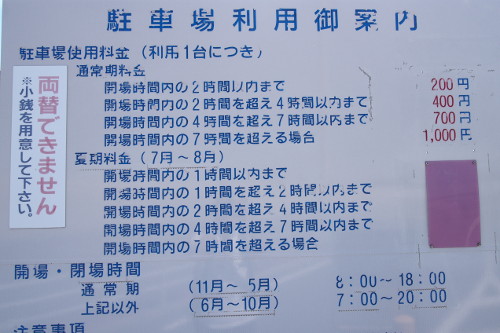 駐車場利用御案内
駐車場使用料金（利用１台につき）
通常期料金
開場時間内の２時間以内まで 200円
開場時間内の２時間を超え４時間以内まで 400円
開場時間内の４時間を超え７時間以内まで 700円
開場時間内の７時間を超える場合 1,000円
夏期料金（７月～８月）
開場時間内の１時間以内まで
開場時間内の１時間を超え２時間以内まで
開場時間内の２時間を超え４時間以内まで
開場時間内の４時間を超え７時間以内まで
開場時間内の７時間を超える場合
両替できません
※小銭を用意して下さい。
開場・閉場時間
通常期 （11月～５月） 8：00～18：00
上記以外 （６月～10月） 7：00～20：00
注意事項